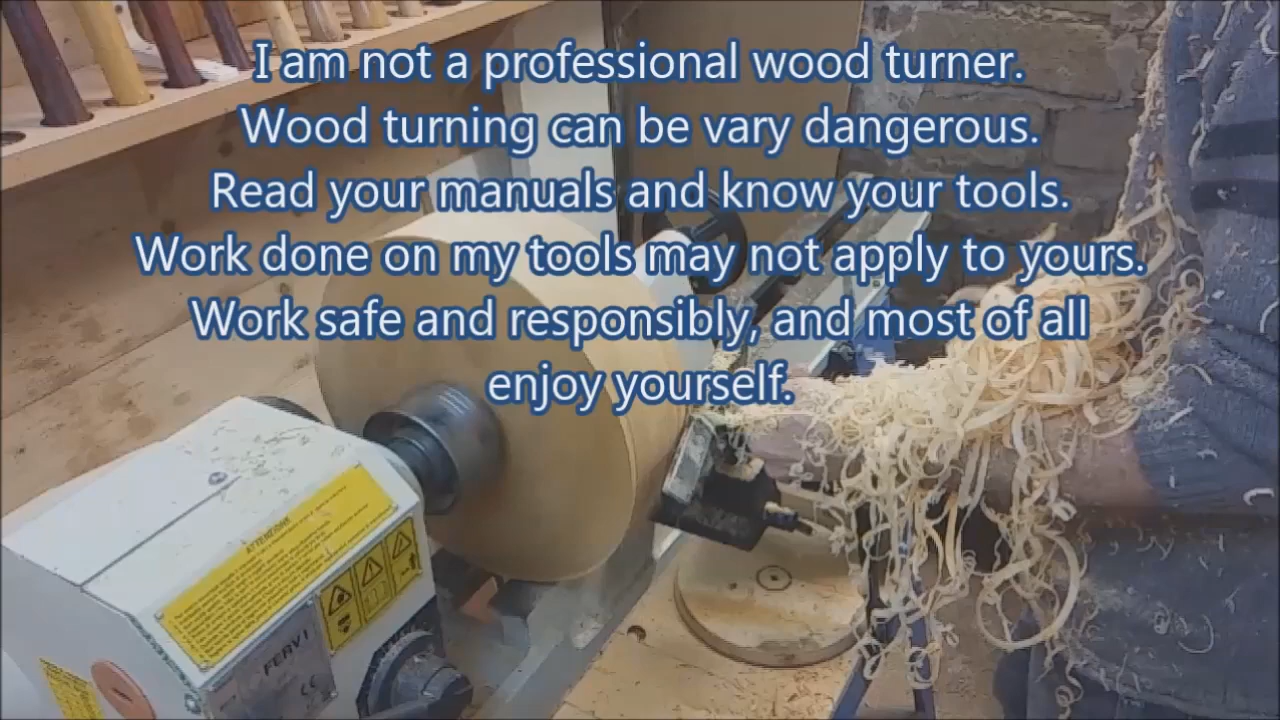 I am not a professional wood turner.
Wood turning can be vary dangerous.
Read your manuals and know your tools.
Work done on my tools may not apply to yours.
Work safe and responsibly, and most of all
enjoy yourself.
ATTENZIONE
FERVI
CE